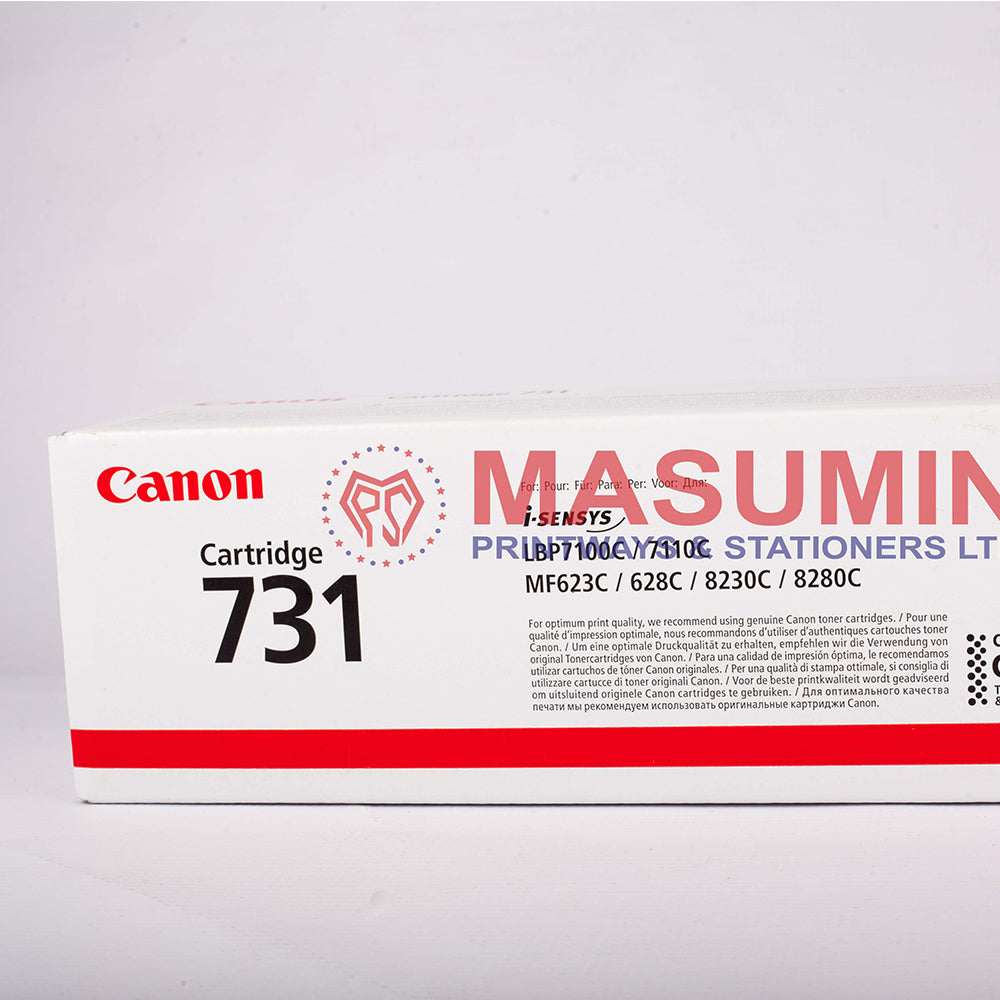 Canon Cartridge 731
Canon
Cartridge
731
For: Pour: Für: Para: Per: Voor: Для:
i-SENSYS
LBP7100C / 7110C
MF623C / 628C / 8230C / 8280C
For optimum print quality, we recommend using genuine Canon toner cartridges. / Pour une
qualité d'impression optimale, nous recommandons d'utiliser d'authentiques cartouches toner
Canon. / Um eine optimale Druckqualität zu erhalten, empfehlen wir die Verwendung von
original Tonercartridges von Canon. / Para una calidad de impresión óptima, le recomendamos
utilizar cartuchos de tóner Canon originales. / Per una qualità di stampa ottimale, si consiglia di
utilizzare cartucce di toner originali Canon. / Voor de beste printkwaliteit wordt geadviseerd
om uitsluitend originele Canon cartridges te gebruiken. / Для оптимального качества
печати мы рекомендуем использовать оригинальные картриджи Canon.
MPS
MASUMIN
PRINTWAYS & STATIONERS LT